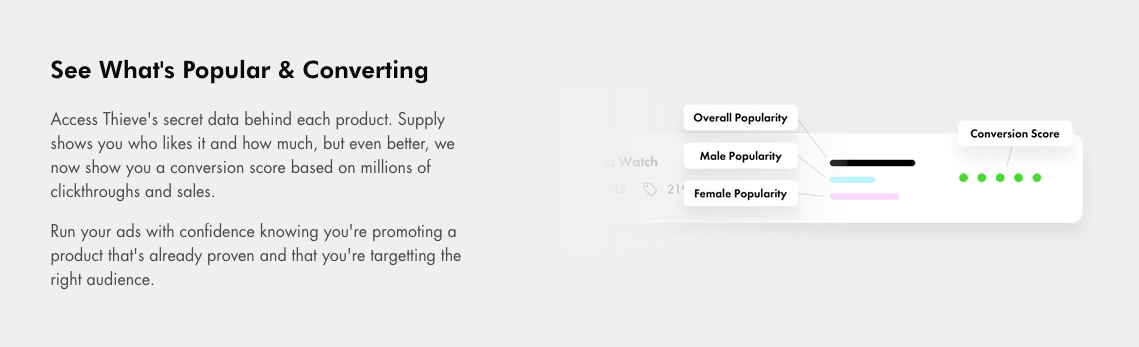 See What's Popular & Converting
Access Thieve's secret data behind each product. Supply
shows you who likes it and how much, but even better, we
now show you a conversion score based on millions of
clickthroughs and sales.
Run your ads with confidence knowing you're promoting a
product that's already proven and that you're targetting the
right audience.
Overall Popularity
Conversion Score
Male Popularity
Watch
Female Popularity